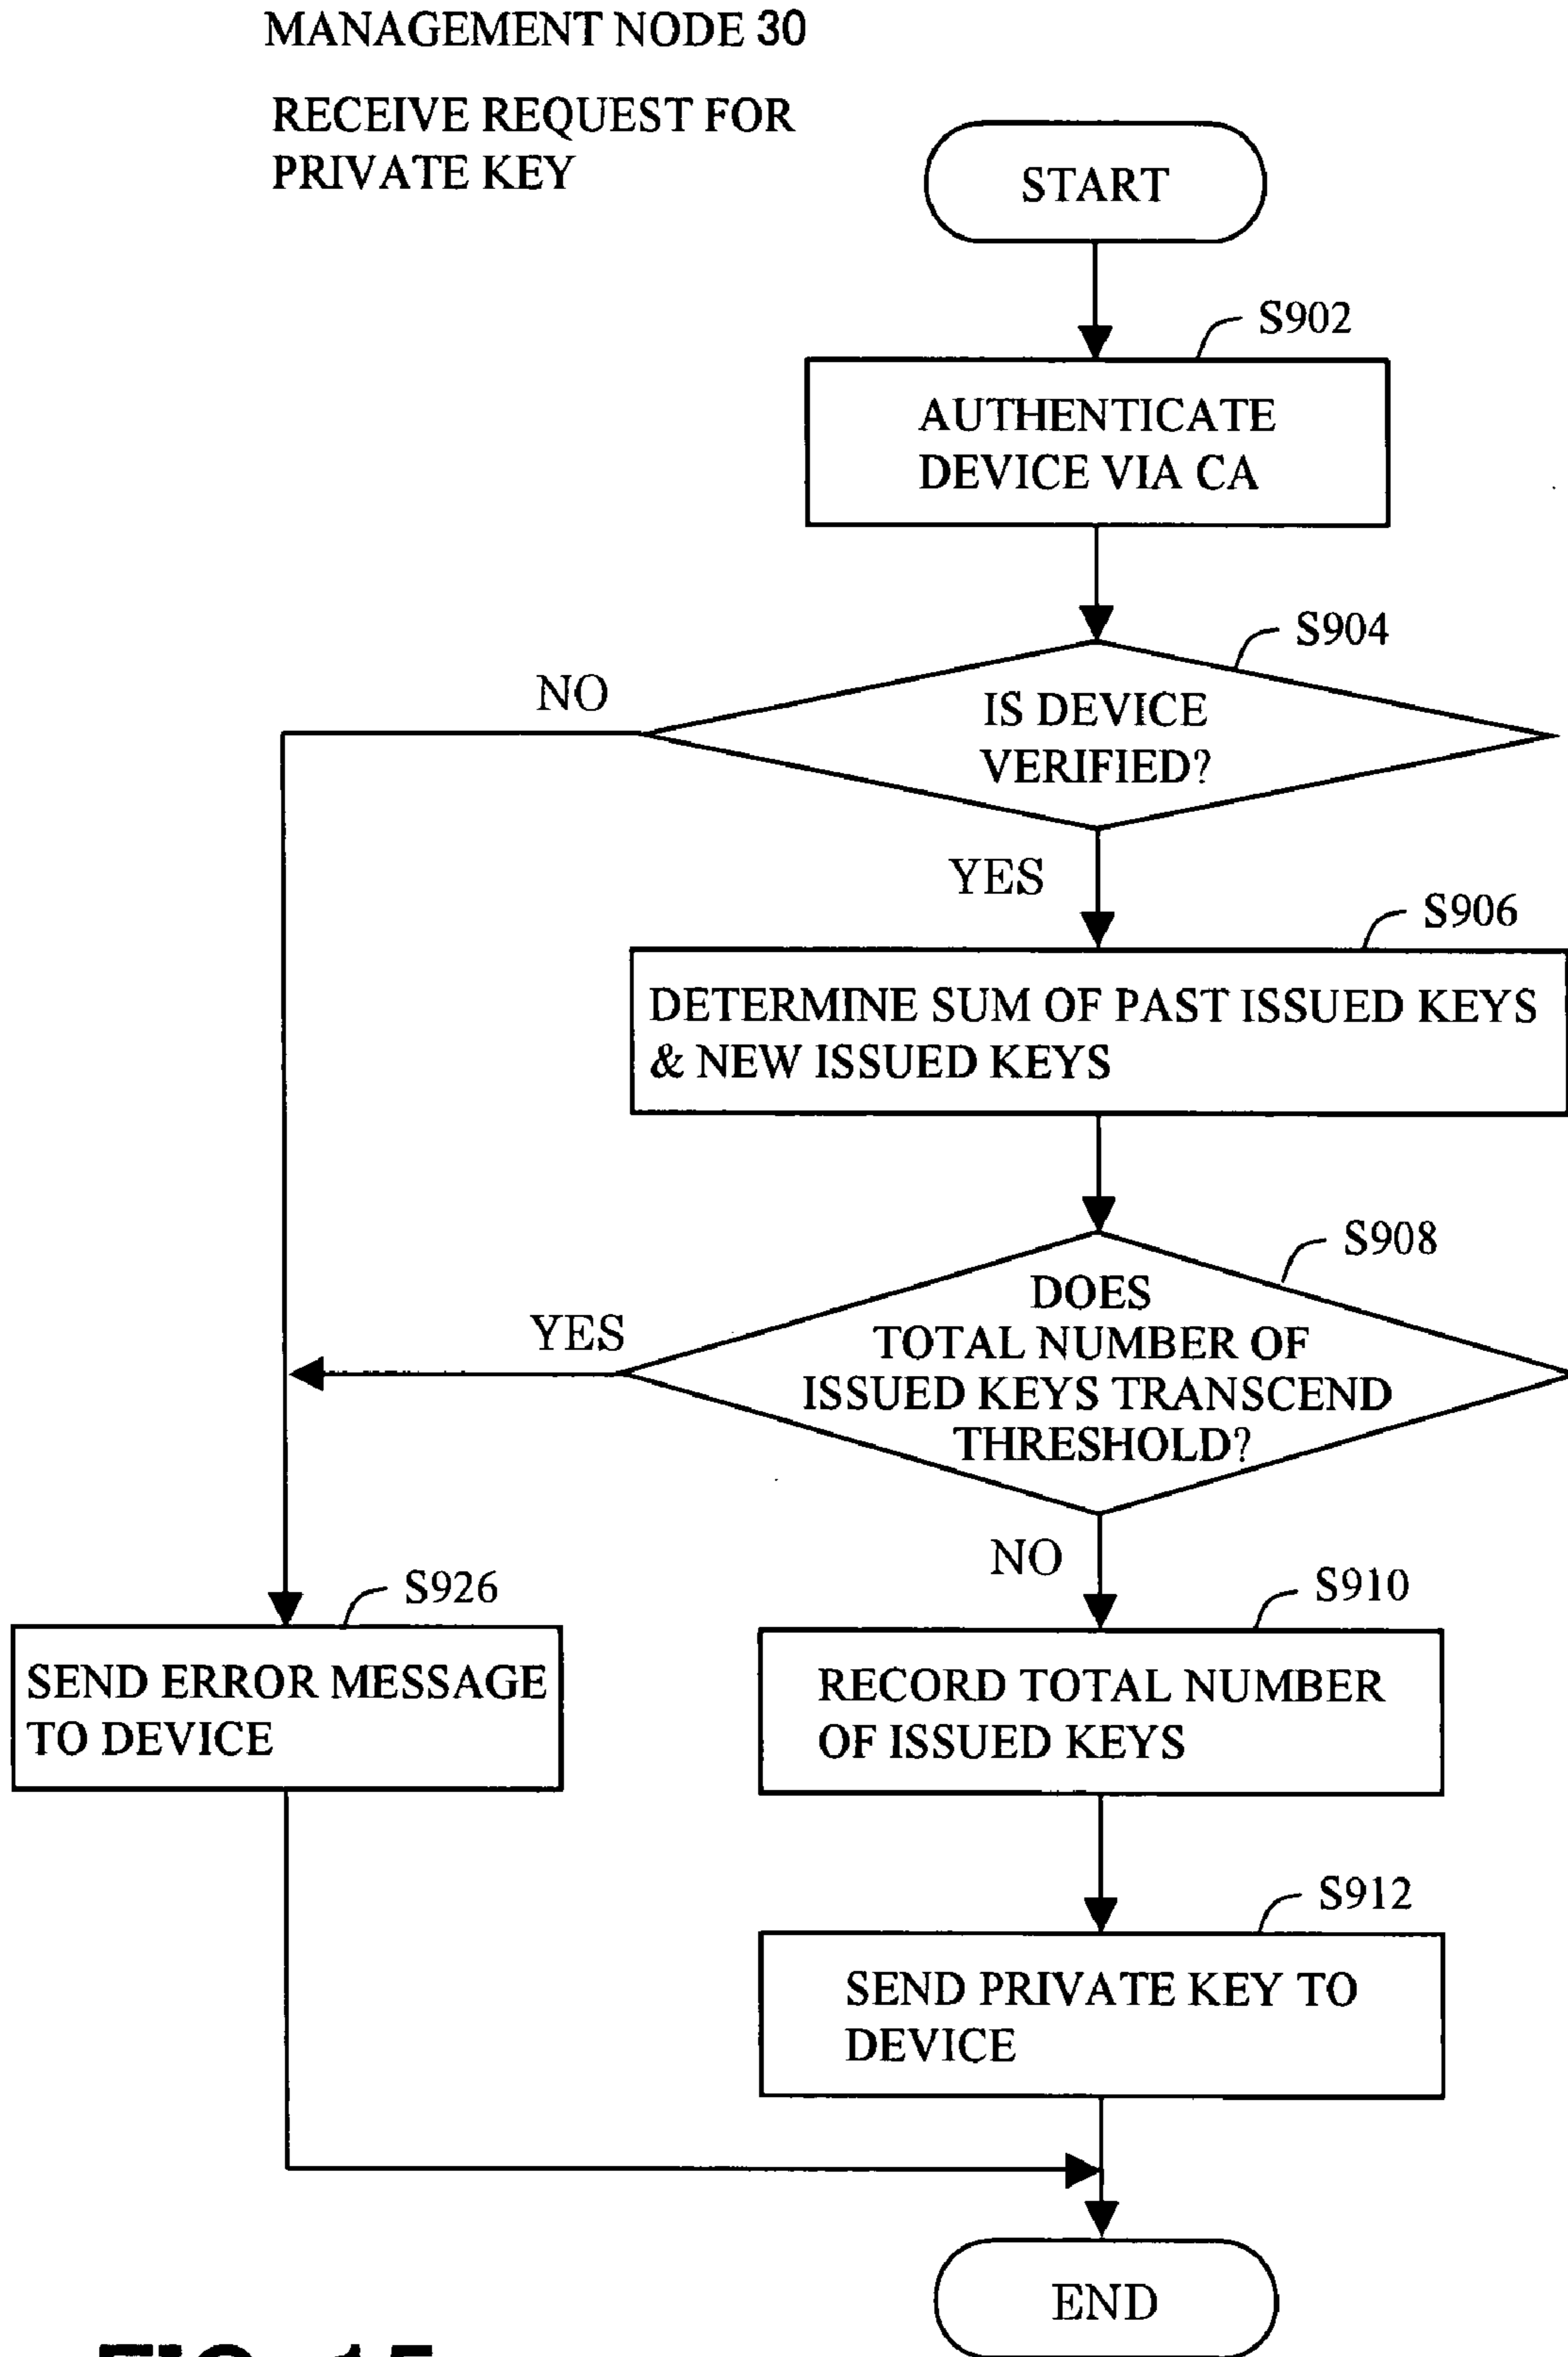 MANAGEMENT NODE 30
RECEIVE REQUEST FOR
PRIVATE KEY
START
S902
AUTHENTICATE
DEVICE VIA CA
S904
NO
IS DEVICE
VERIFIED?
YES
S906
DETERMINE SUM OF PAST ISSUED KEYS
& NEW ISSUED KEYS
S908
YES
DOES
TOTAL NUMBER OF
ISSUED KEYS TRANSCEND
THRESHOLD?
NO
S926
SEND ERROR MESSAGE
TO DEVICE
S910
RECORD TOTAL NUMBER
OF ISSUED KEYS
S912
SEND PRIVATE KEY TO
DEVICE
END